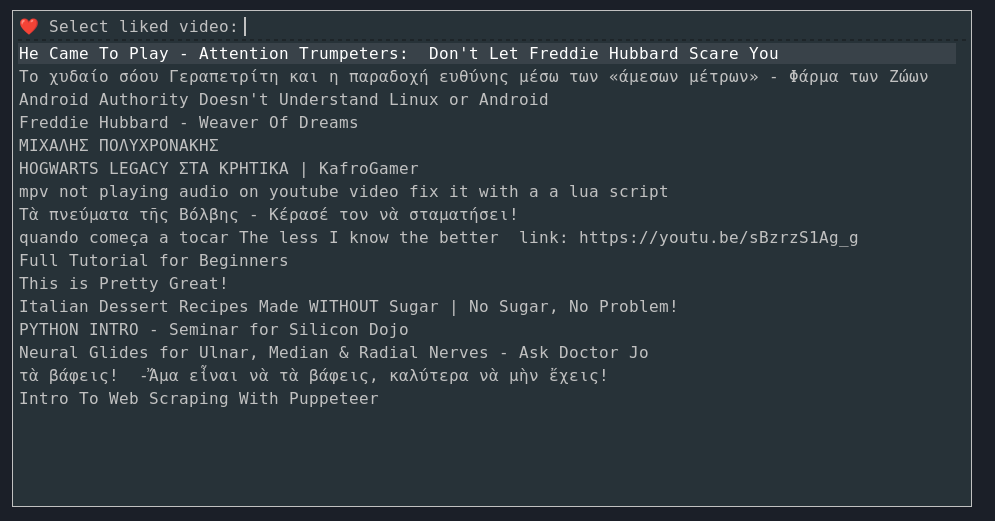 ❤️ Select liked video:
He Came To Play - Attention Trumpeters:  Don't Let Freddie Hubbard Scare You
Το χυδαίο σόου Γεραπετρίτη και η παραδοχή ευθύνης μέσω των «άμεσων μέτρων» - Φάρμα των Ζώων
Android Authority Doesn't Understand Linux or Android
Freddie Hubbard - Weaver Of Dreams
ΜΙΧΑΛΗΣ ΠΟΛΥΧΡΟΝΑΚΗΣ
HOGWARTS LEGACY ΣΤΑ ΚΡΗΤΙΚΑ | KafroGamer
mpv not playing audio on youtube video fix it with a a lua script
Τὰ πνεύματα τῆς Βόλβης - Κέρασέ τον νὰ σταματήσει!
quando começa a tocar The less I know the better  link: https://youtu.be/sBzrzS1Ag_g
Full Tutorial for Beginners
This is Pretty Great!
Italian Dessert Recipes Made WITHOUT Sugar | No Sugar, No Problem!
PYTHON INTRO - Seminar for Silicon Dojo
Neural Glides for Ulnar, Median & Radial Nerves - Ask Doctor Jo
τὰ βάφεις!  -Ἄμα εἶναι νὰ τὰ βάφεις, καλύτερα νὰ μὴν ἔχεις!
Intro To Web Scraping With Puppeteer